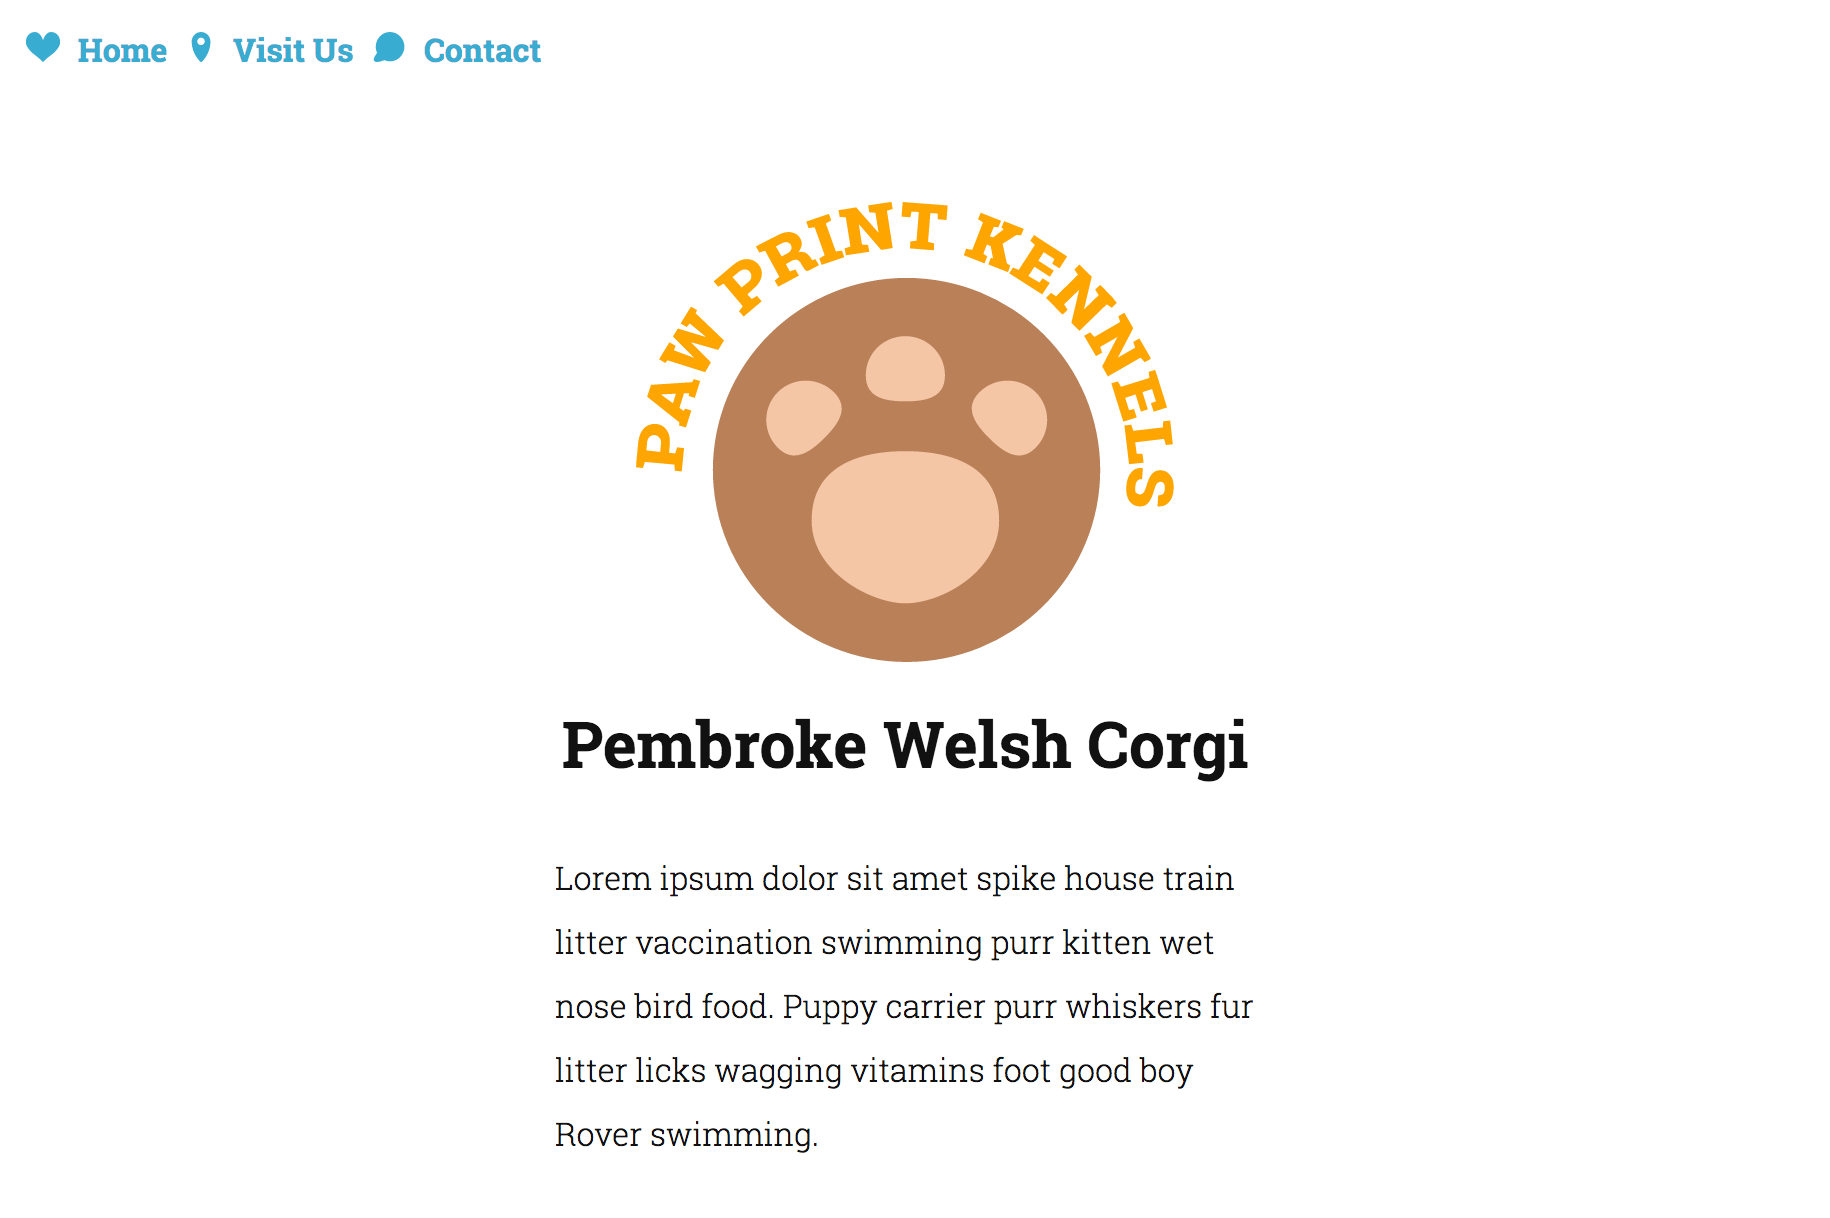 Home Visit Us Contact
PAW PRINT KENNELS
Pembroke Welsh Corgi
Lorem ipsum dolor sit amet spike house train
litter vaccination swimming purr kitten wet
nose bird food. Puppy carrier purr whiskers fur
litter licks wagging vitamins foot good boy
Rover swimming.